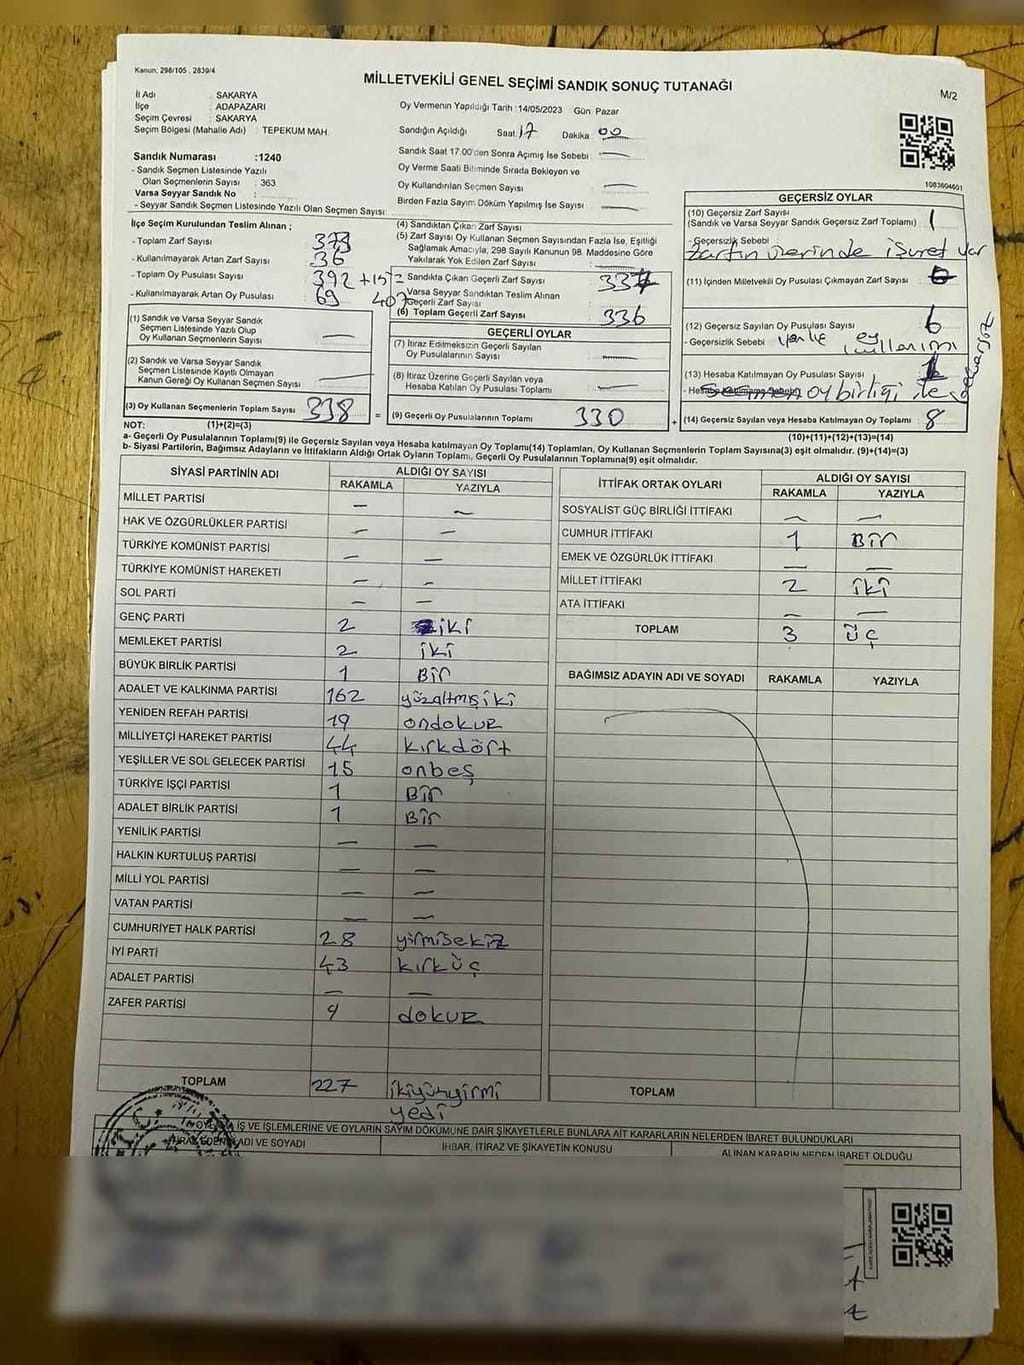 Kanun; 298/105 , 2839/4
MİLLETVEKİLİ GENEL SEÇİMİ SANDIK SONUÇ TUTANAĞI
M/2
İl Adı : SAKARYA
İlçe : ADAPAZARI
Seçim Çevresi : SAKARYA
Seçim Bölgesi (Mahalle Adı) : TEPEKUM MAH.
Sandık Numarası :1240
- Sandık Seçmen Listesinde Yazılı
Olan Seçmenlerin Sayısı : 363
Varsa Seyyar Sandık No :
- Seyyar Sandık Seçmen Listesinde Yazılı Olan Seçmen Sayısı:
Oy Vermenin Yapıldığı Tarih :14/05/2023 Gün: Pazar
Sandığın Açıldığı Saat: 17 Dakika 00
Sandık Saat 17.00'den Sonra Açılmış İse Sebebi —
Oy Verme Saati Bitiminde Sırada Bekleyen ve
Oy Kullandırılan Seçmen Sayısı —
Birden Fazla Sayım Döküm Yapılmış İse Sayısı —
1083604601
İlçe Seçim Kurulundan Teslim Alınan ;
- Toplam Zarf Sayısı : 373
- Kullanılmayarak Artan Zarf Sayısı : 36
- Toplam Oy Pusulası Sayısı : 392 +15=
- Kullanılmayarak Artan Oy Pusulası : 69 407
(4) Sandıktan Çıkan Zarf Sayısı :
(5) Zarf Sayısı Oy Kullanan Seçmen Sayısından Fazla İse, Eşitliği
Sağlamak Amacıyla, 298 Sayılı Kanunun 98. Maddesine Göre
Yakılarak Yok Edilen Zarf Sayısı :
- Sandıkta Çıkan Geçerli Zarf Sayısı : 337
- Varsa Seyyar Sandıktan Teslim Alınan
Geçerli Zarf Sayısı :
(6) Toplam Geçerli Zarf Sayısı : 336
GEÇERSİZ OYLAR
(10) Geçersiz Zarf Sayısı : 1
(Sandık ve Varsa Seyyar Sandık Geçersiz Zarf Toplamı)
- Geçersizlik Sebebi :
Zarfın üzerinde işaret var
(11) İçinden Milletvekili Oy Pusulası Çıkmayan Zarf Sayısı :
(12) Geçersiz Sayılan Oy Pusulası Sayısı : 6
- Geçersizlik Sebebi : oy
(13) Hesaba Katılmayan Oy Pusulası Sayısı : 1
oybirliği ile
(14) Geçersiz Sayılan veya Hesaba Katılmayan Oy Toplamı : 8
(10)+(11)+(12)+(13)=(14)
(1) Sandık ve Varsa Seyyar Sandık
Seçmen Listesinde Yazılı Olup
Oy Kullanan Seçmenlerin Sayısı : —
(2) Sandık ve Varsa Seyyar Sandık
Seçmen Listesinde Kayıtlı Olmayan
Kanun Gereği Oy Kullanan Seçmen Sayısı : —
(3) Oy Kullanan Seçmenlerin Toplam Sayısı : 338 =
GEÇERLİ OYLAR
(7) İtiraz Edilmeksizin Geçerli Sayılan
Oy Pusulalarının Sayısı : —
(8) İtiraz Üzerine Geçerli Sayılan veya
Hesaba Katılan Oy Pusulalarının Sayısı : —
(9) Geçerli Oy Pusulalarının Toplamı : 330 +
NOT: (1)+(2)=(3)
a- Geçerli Oy Pusulalarının Toplamı(9) ile Geçersiz Sayılan veya Hesaba katılmayan Oy Toplamı(14) Toplamları, Oy Kullanan Seçmenlerin Toplam Sayısına(3) eşit olmalıdır. (9)+(14)=(3)
b- Siyasi Partilerin, Bağımsız Adayların ve İttifakların Aldığı Ortak Oyların Toplamı, Geçerli Oy Pusulalarının Toplamına(9) eşit olmalıdır.
SİYASİ PARTİNİN ADI ALDIĞI OY SAYISI
RAKAMLA YAZIYLA
MİLLET PARTİSİ — —
HAK VE ÖZGÜRLÜKLER PARTİSİ — —
TÜRKİYE KOMÜNİST PARTİSİ — —
TÜRKİYE KOMÜNİST HAREKETİ — —
SOL PARTİ — —
GENÇ PARTİ 2 iki
MEMLEKET PARTİSİ 2 iki
BÜYÜK BİRLİK PARTİSİ 1 Bir
ADALET VE KALKINMA PARTİSİ 162 yüzaltmışiki
YENİDEN REFAH PARTİSİ 19 ondokuz
MİLLİYETÇİ HAREKET PARTİSİ 44 kırkdört
YEŞİLLER VE SOL GELECEK PARTİSİ 15 onbeş
TÜRKİYE İŞÇİ PARTİSİ 1 Bir
ADALET BİRLİK PARTİSİ 1 Bir
YENİLİK PARTİSİ — —
HALKIN KURTULUŞ PARTİSİ — —
MİLLİ YOL PARTİSİ — —
VATAN PARTİSİ — —
CUMHURİYET HALK PARTİSİ 28 yirmisekiz
İYİ PARTİ 43 kırküç
ADALET PARTİSİ — —
ZAFER PARTİSİ 9 dokuz
TOPLAM 227 ikiyüzyirmi
yedi
İTTİFAK ORTAK OYLARI ALDIĞI OY SAYISI
RAKAMLA YAZIYLA
SOSYALİST GÜÇ BİRLİĞİ İTTİFAKI — —
CUMHUR İTTİFAKI 1 Bir
EMEK VE ÖZGÜRLÜK İTTİFAKI — —
MİLLET İTTİFAKI 2 iki
ATA İTTİFAKI — —
TOPLAM 3 üç
BAĞIMSIZ ADAYIN ADI VE SOYADI RAKAMLA YAZIYLA
TOPLAM
OYLAMA İŞ VE İŞLEMLERİNE VE OYLARIN SAYIM DÖKÜMÜNE DAİR ŞİKAYETLERLE BUNLARA AİT KARARLARIN NELERDEN İBARET BULUNDUKLARI
İTİRAZ EDENİN ADI VE SOYADI İHBAR, İTİRAZ VE ŞİKAYETİN KONUSU ALINAN KARARIN NEDEN İBARET OLDUĞU